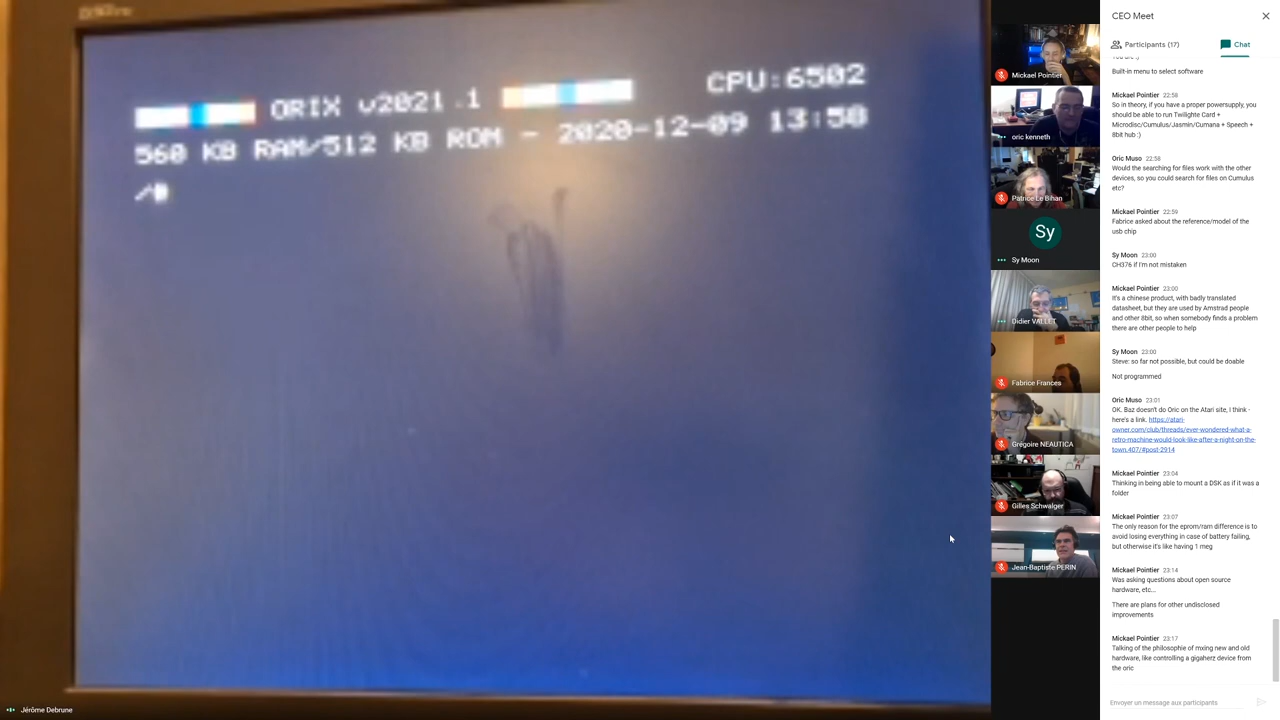 ORIX v2021.1 CPU:6502
560 KB RAM/512 KB ROM - 2020-12-09 13:58
/
Jérôme Debrune
Mickael Pointier
oric kenneth
Patrice Le Bihan
Sy
Sy Moon
Didier VALLET
Fabrice Frances
Grégoire NEAUTICA
Gilles Schwalger
Jean-Baptiste PERIN
CEO Meet
Participants (17)
Chat
Built-in menu to select software
Mickael Pointier 22:58
So in theory, if you have a proper powersupply, you
should be able to run Twilighte Card +
Microdisc/Cumulus/Jasmin/Cumana + Speech +
8bit hub :)
Oric Muso 22:58
Would the searching for files work with the other
devices, so you could search for files on Cumulus
etc?
Mickael Pointier 22:59
Fabrice asked about the reference/model of the
usb chip
Sy Moon 23:00
CH376 if I'm not mistaken
Mickael Pointier 23:00
It's a chinese product, with badly translated
datasheet, but they are used by Amstrad people
and other 8bit, so when somebody finds a problem
there are other people to help
Sy Moon 23:00
Steve: so far not possible, but could be doable
Not programmed
Oric Muso 23:01
OK. Baz doesn't do Oric on the Atari site, I think -
here's a link. https://atari-
owner.com/club/threads/ever-wondered-what-a-
retro-machine-would-look-like-after-a-night-on-the-
town.407/#post-2914
Mickael Pointier 23:04
Thinking in being able to mount a DSK as if it was a
folder
Mickael Pointier 23:07
The only reason for the eprom/ram difference is to
avoid losing everything in case of battery failing,
but otherwise it's like having 1 meg
Mickael Pointier 23:14
Was asking questions about open source
hardware, etc...
There are plans for other undisclosed
improvements
Mickael Pointier 23:17
Talking of the philosophie of mxing new and old
hardware, like controlling a gigaherz device from
the oric
Envoyer un message aux participants